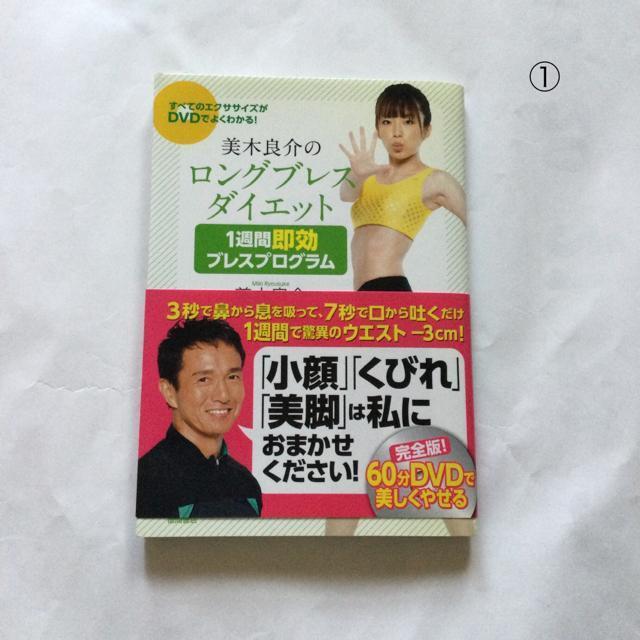 ①
すべてのエクササイズが
DVDでよくわかる!
美木良介の
ロングブレス
ダイエット
1週間即効
ブレスプログラム
Miki Ryosuke
3秒で鼻から息を吸って、7秒で口から吐くだけ
1週間で驚異のウエスト−3cm!
「小顔」「くびれ」
「美脚」は私に
おまかせ
ください!
完全版!
60分DVDで
美しくやせる